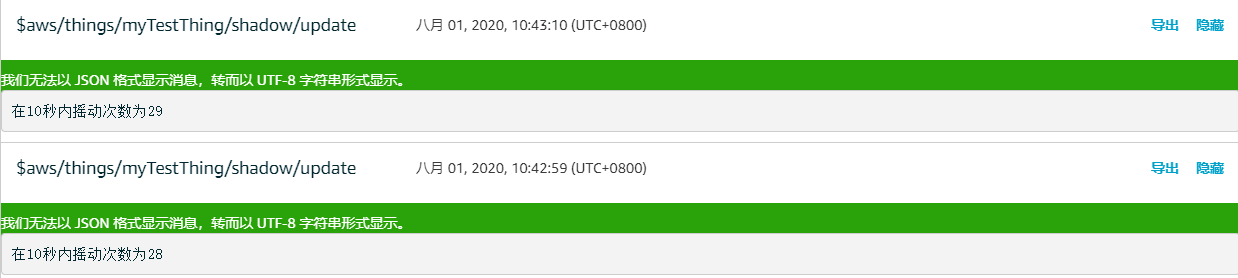 $aws/things/myTestThing/shadow/update 八月 01, 2020, 10:43:10 (UTC+0800) 导出 隐藏
我们无法以 JSON 格式显示消息，转而以 UTF-8 字符串形式显示。
在10秒内摇动次数为29
$aws/things/myTestThing/shadow/update 八月 01, 2020, 10:42:59 (UTC+0800) 导出 隐藏
我们无法以 JSON 格式显示消息，转而以 UTF-8 字符串形式显示。
在10秒内摇动次数为28